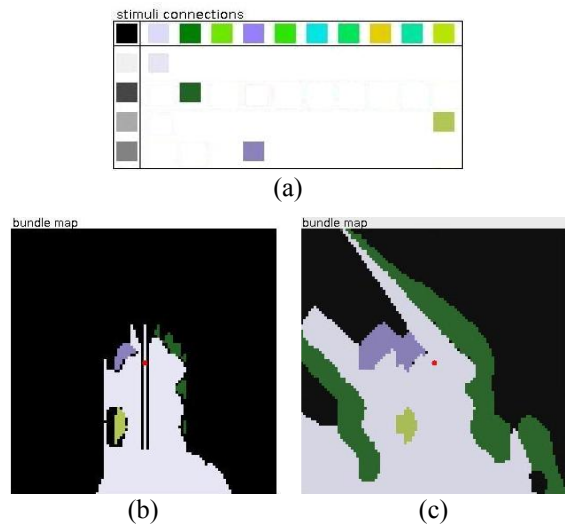 stimuli connections
(a)
bundle map
bundle map
(b)
(c)